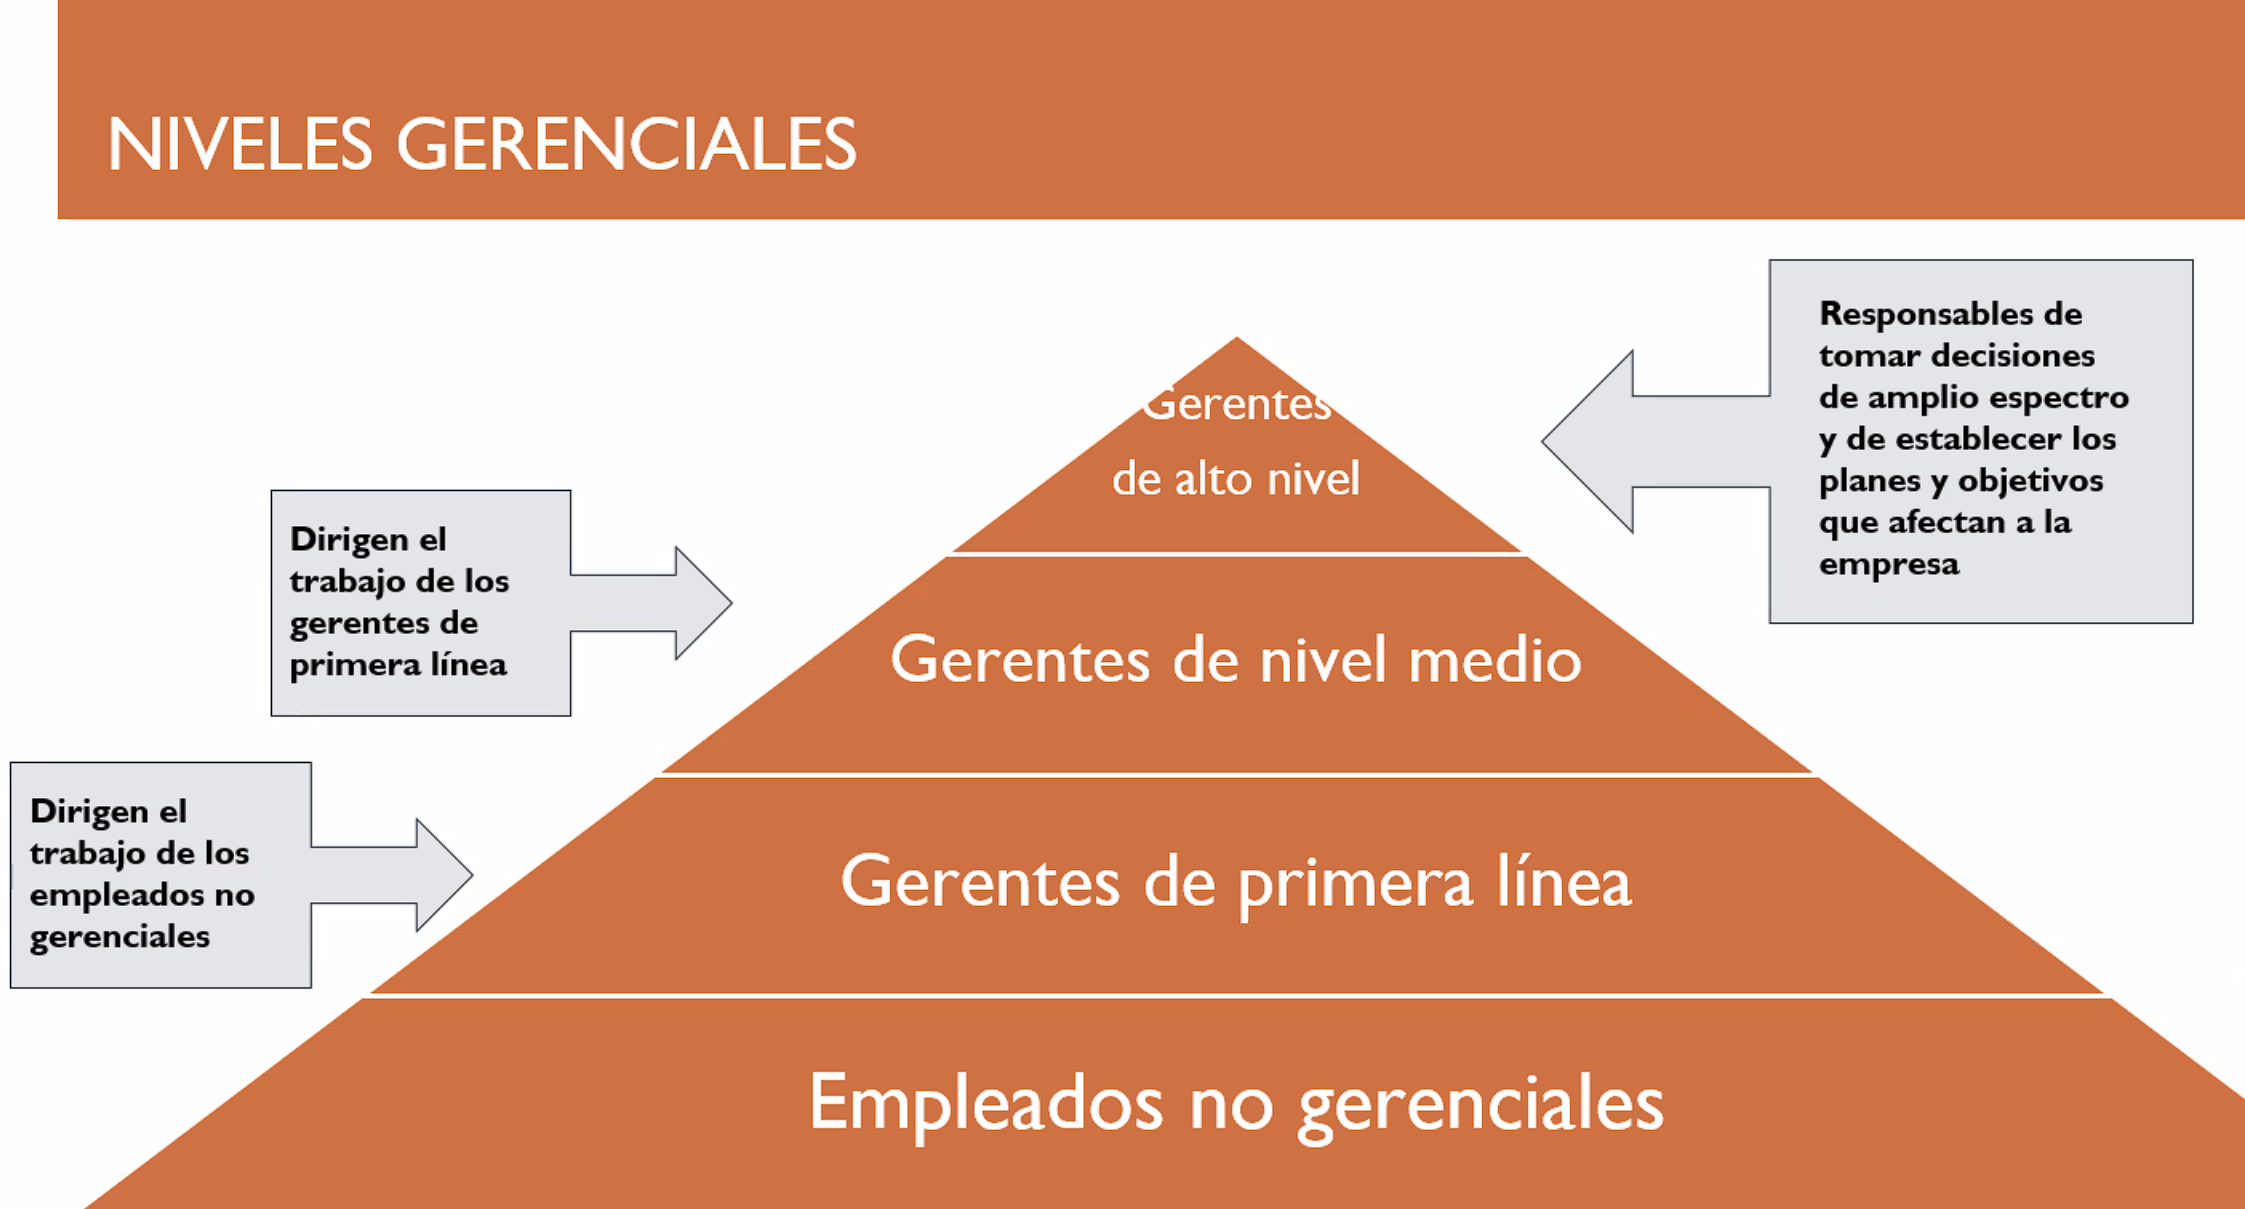 NIVELES GERENCIALES
Responsables de
tomar decisiones
de amplio espectro
y de establecer los
planes y objetivos
que afectan a la
empresa
Gerentes
de alto nivel
Dirigen el
trabajo de los
gerentes de
primera línea
Gerentes de nivel medio
Dirigen el
trabajo de los
empleados no
gerenciales
Gerentes de primera línea
Empleados no gerenciales